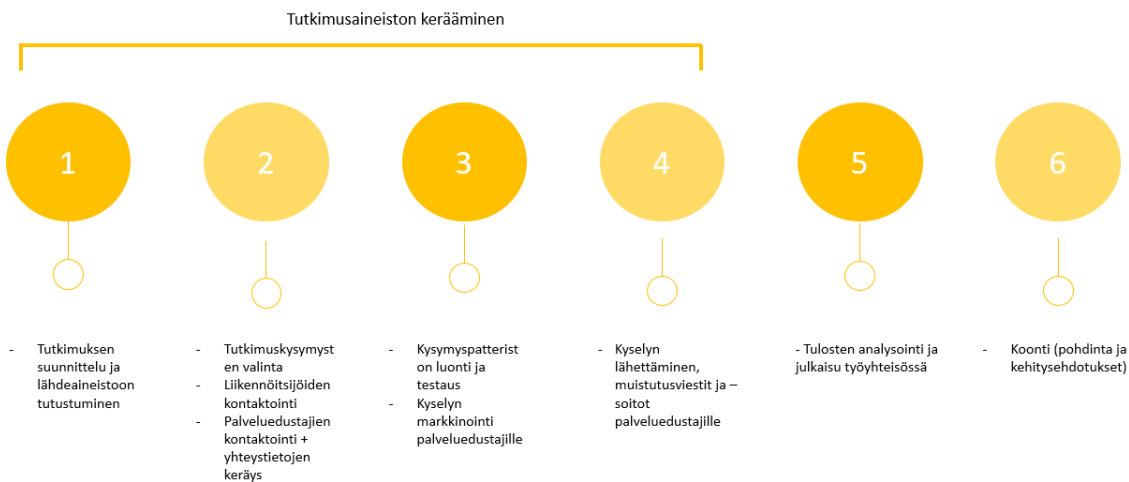 Tutkimusaineiston kerääminen
1
2
3
4
5
6
- Tutkimuksen
suunnittelu ja
lähdeaineistoon
tutustuminen
- Tutkimuskysymyst
en valinta
- Liikennöitsijöiden
kontaktointi
- Palveluedustajien
kontaktointi +
yhteystietojen
keräys
- Kysymyspatterist
on luonti ja
testaus
- Kyselyn
markkinointi
palveluedustajille
- Kyselyn
lähettäminen,
muistutusviestit ja –
soitot
palveluedustajille
- Tulosten analysointi ja
julkaisu työyhteisössä
- Koonti (pohdinta ja
kehitysehdotukset)